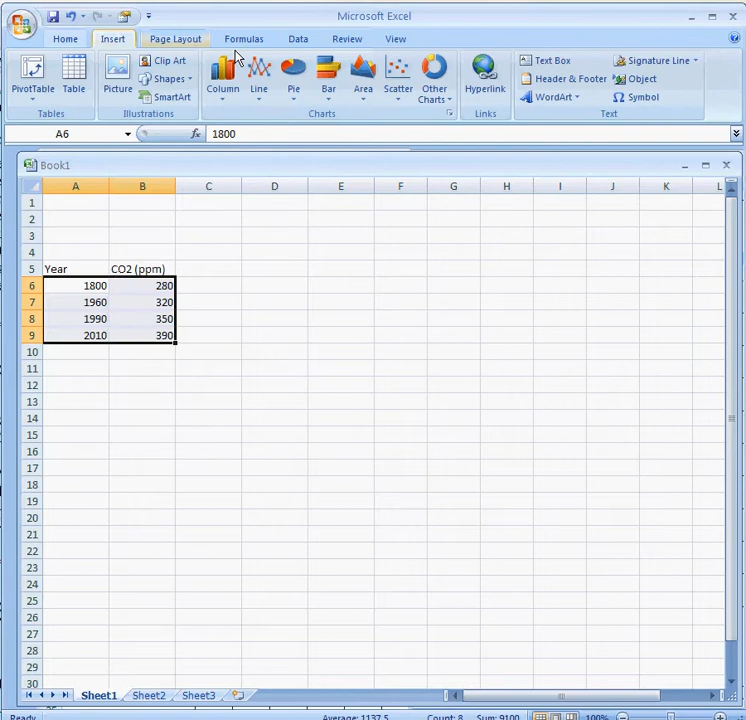 Microsoft Excel
Home Insert Page Layout Formulas Data Review View
PivotTable Table Picture Clip Art Shapes SmartArt Column Line Pie Bar Area Scatter Other Charts Hyperlink Text Box Header & Footer WordArt Signature Line Object Symbol
Tables Illustrations Charts Links Text
A6 fx 1800
Book1
A B C D E F G H I J K L
1
2
3
4
5 Year CO2 (ppm)
6 1800 280
7 1960 320
8 1990 350
9 2010 390
10
11
12
13
14
15
16
17
18
19
20
21
22
23
24
25
26
27
28
29
30
Sheet1 Sheet2 Sheet3
Ready Average: 1137.5 Count: 8 Sum: 9100 100%